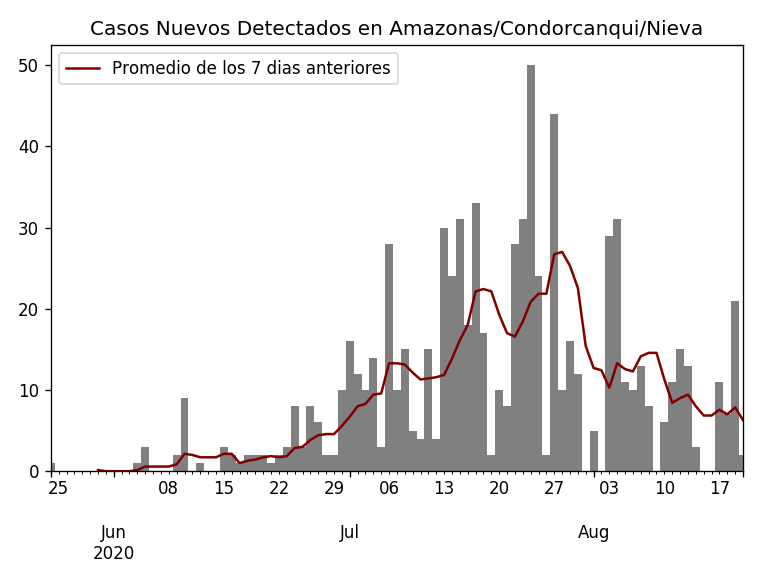 Casos Nuevos Detectados en Amazonas/Condorcanqui/Nieva
Promedio de los 7 dias anteriores
50
40
30
20
10
0
25 08 15 22 29 06 13 20 27 03 10 17
Jun Jul Aug
2020